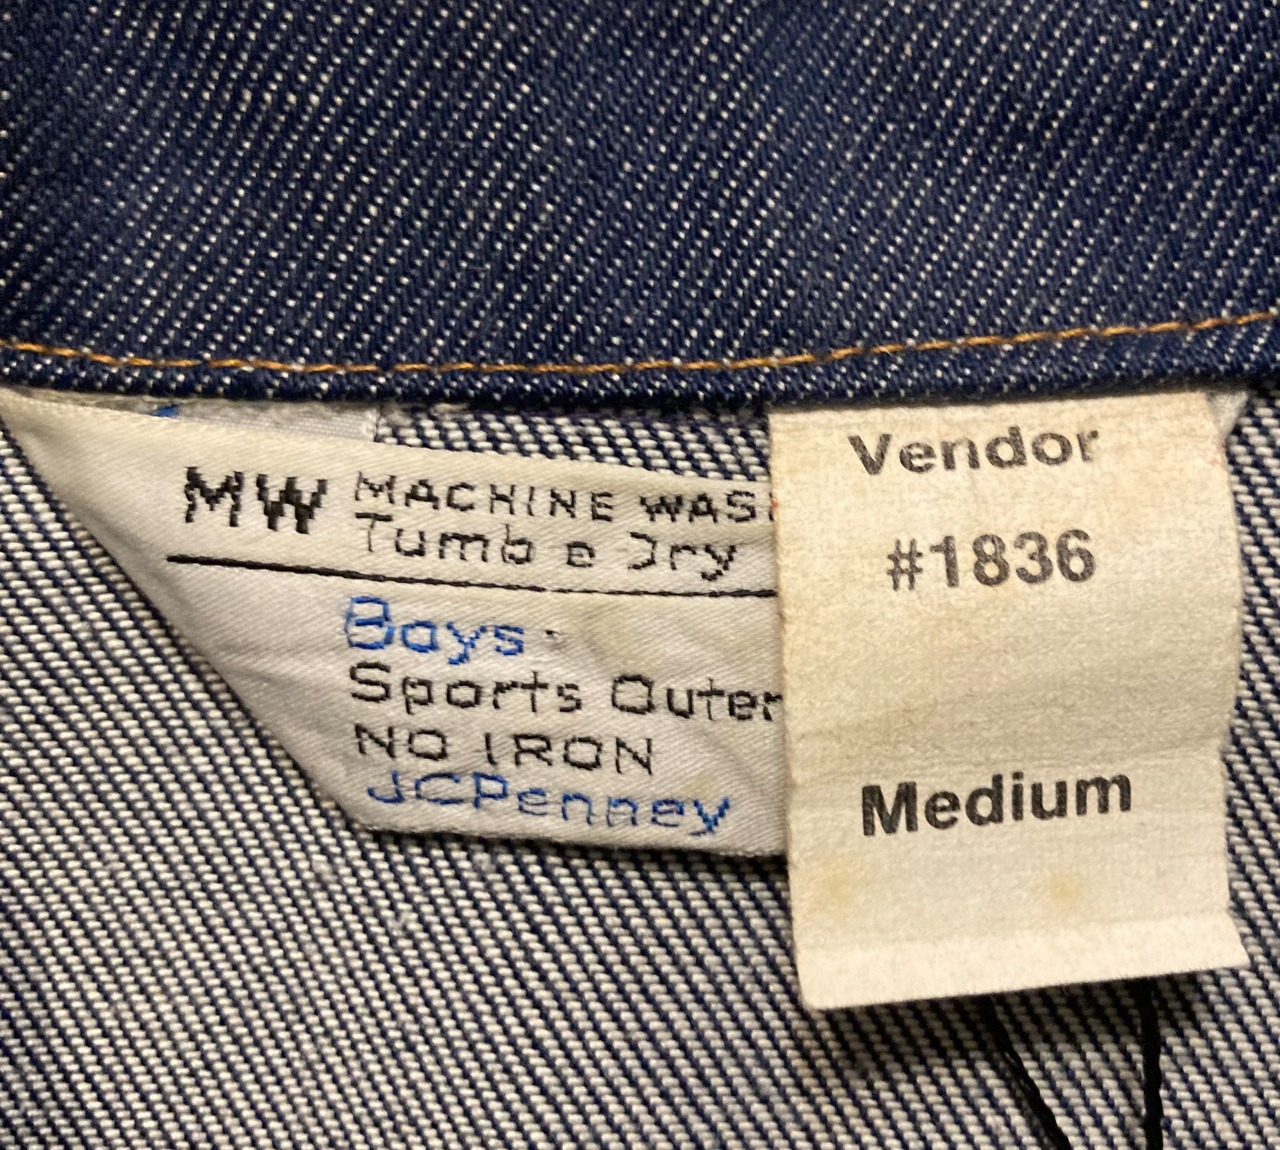 MW MACHINE WAS
Tumb e Dry
Boys
Sports Outer
NO IRON
JCPenney
Vendor
#1836
Medium